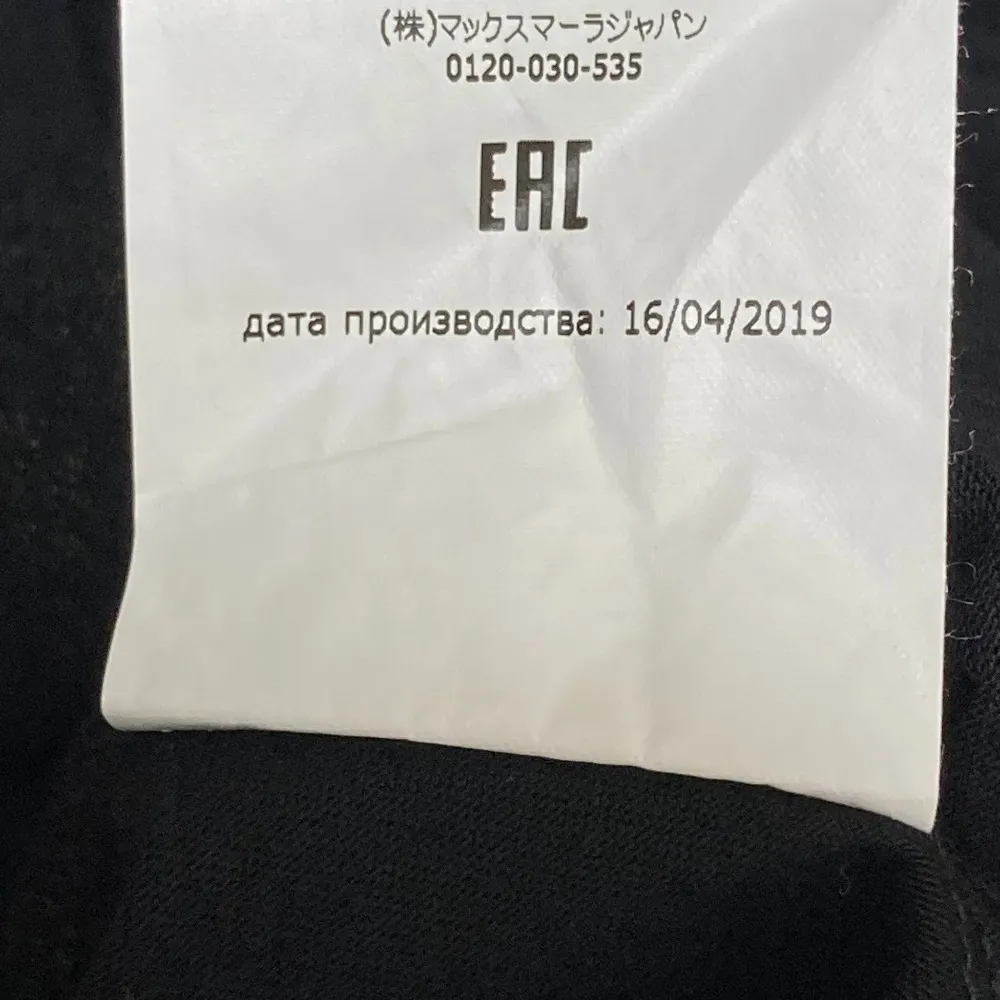 (株)マックスマーラジャパン
0120-030-535
EAC
дата производства: 16/04/2019